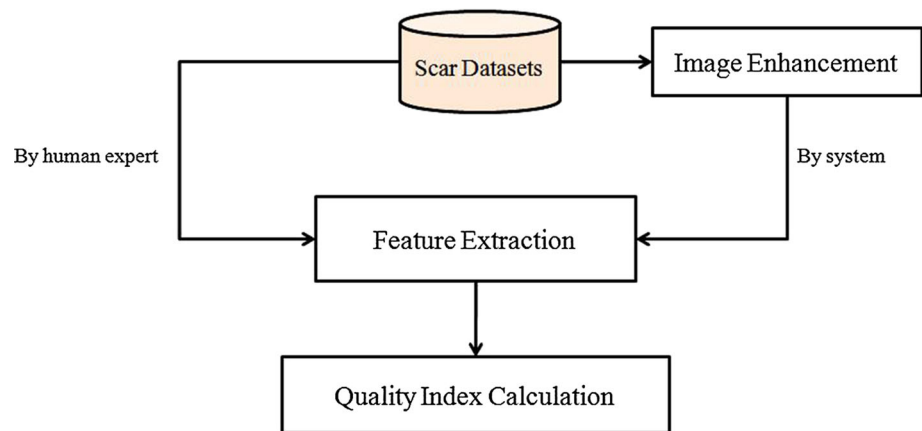 Scar Datasets
Image Enhancement
By human expert
By system
Feature Extraction
Quality Index Calculation